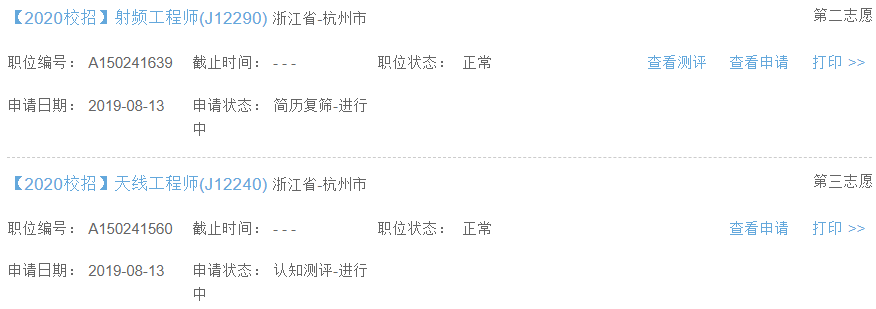 【2020校招】射频工程师(J12290) 浙江省-杭州市 第二志愿
职位编号： A150241639 截止时间： - - - 职位状态： 正常 查看测评 查看申请 打印 >>
申请日期： 2019-08-13 申请状态： 简历复筛-进行
中
【2020校招】天线工程师(J12240) 浙江省-杭州市 第三志愿
职位编号： A150241560 截止时间： - - - 职位状态： 正常 查看申请 打印 >>
申请日期： 2019-08-13 申请状态： 认知测评-进行
中